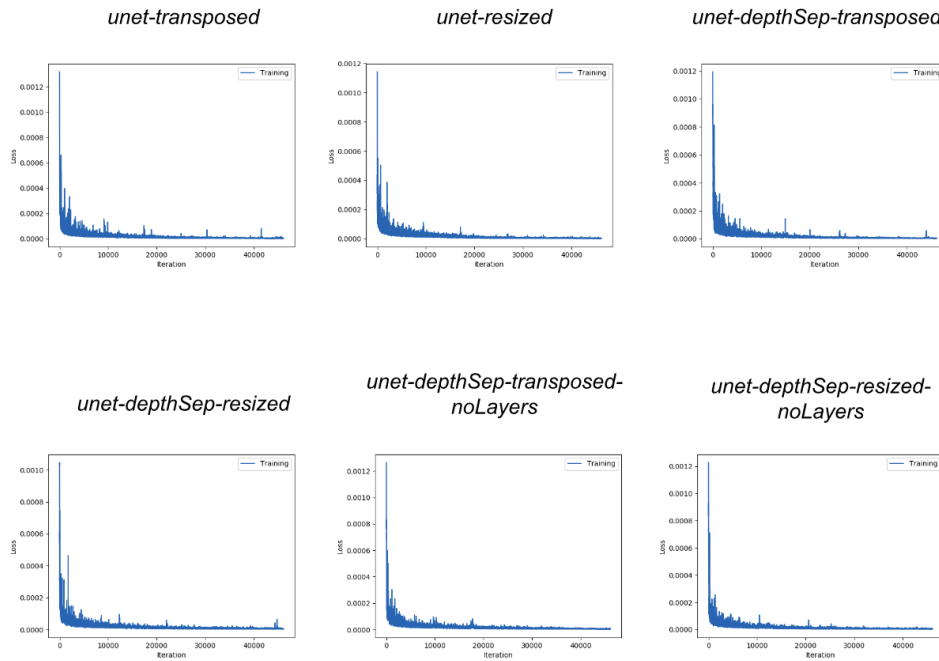 unet-transposed
unet-resized
unet-depthSep-transposed
Training
0.0012
0.0010
0.0008
0.0006
0.0004
0.0002
0.0000
Loss
0
10000
20000
30000
40000
Iteration
Training
0.0012
0.0010
0.0008
0.0006
0.0004
0.0002
0.0000
Loss
0
10000
20000
30000
40000
Iteration
Training
0.0012
0.0010
0.0008
0.0006
0.0004
0.0002
0.0000
Loss
0
10000
20000
30000
40000
Iteration
unet-depthSep-resized
unet-depthSep-transposed-
noLayers
unet-depthSep-resized-
noLayers
Training
0.0010
0.0008
0.0006
0.0004
0.0002
0.0000
Loss
0
10000
20000
30000
40000
Iteration
Training
0.0012
0.0010
0.0008
0.0006
0.0004
0.0002
0.0000
Loss
0
10000
20000
30000
40000
Iteration
Training
0.0012
0.0010
0.0008
0.0006
0.0004
0.0002
0.0000
Loss
0
10000
20000
30000
40000
Iteration